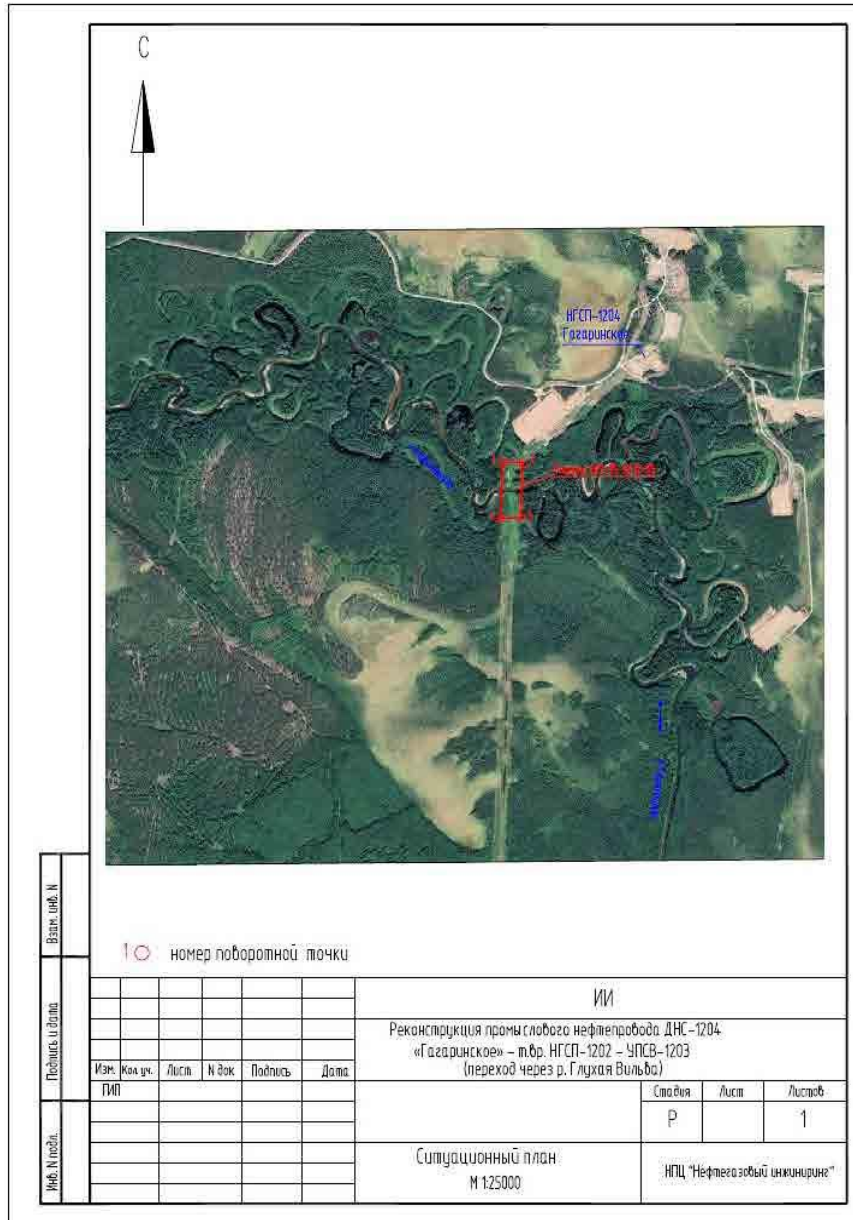 С
НГСП-1204
Гагаринское
1 номер поворотной точки
ИИ
Реконструкция промыслового нефтепровода ДНС-1204
«Гагаринское» – т.вр. НГСП-1202 – УПСВ-1203
(переход через р. Глухая Вильва)
Изм. Кол.уч. Лист N док Подпись Дата
ГИП
Стадия Лист Листов
Р 1
Ситуационный план
М 1:25000
НПЦ "Нефтегазовый инжиниринг"
Взам. инв. N
Подпись и дата
Инв. N подл.